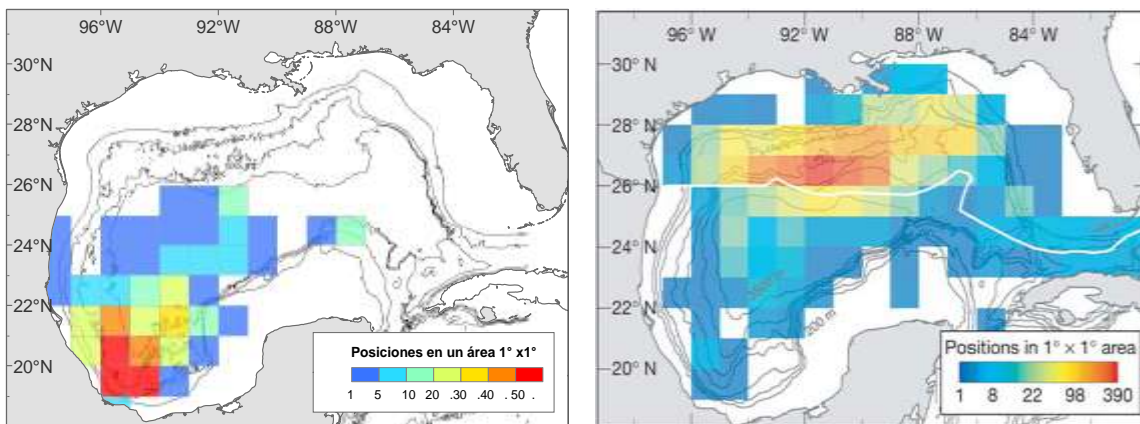 96°W 92°W 88°W 84°W
30°N
28°N
26°N
24°N
22°N
20°N
Posiciones en un área 1° x1°
1 5 10 20 .30 .40 . 50 .
96° W 92° W 88° W 84° W
30° N
28° N
26° N
24° N
22° N
20° N
200 m
Positions in 1° × 1° area
1 8 22 98 390